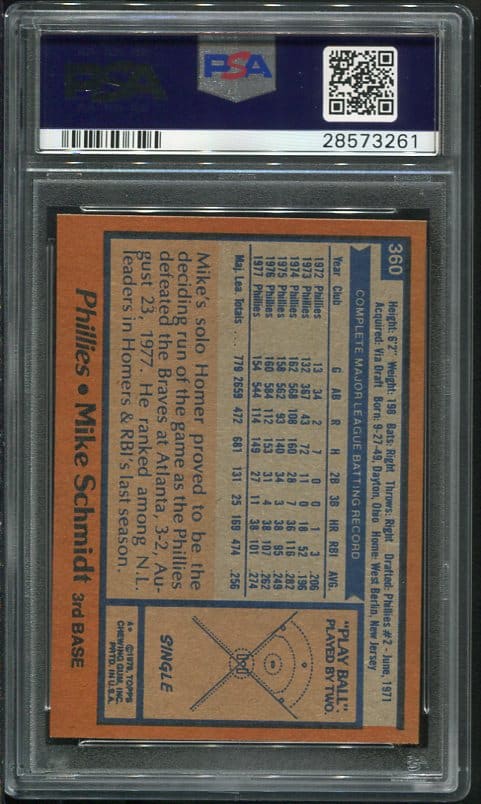 PSA
28573261
360
Height: 6'2" Weight: 198 Bats: Right Throws: Right Drafted: Phillies #2 - June, 1971
Acquired: Via Draft Born: 9-27-49, Dayton, Ohio Home: West Berlin, New Jersey
COMPLETE MAJOR LEAGUE BATTING RECORD
Year Club G AB R H 2B 3B HR RBI AVG.
1972 Phillies 13 34 2 7 0 0 1 3 .206
1973 Phillies 132 367 43 72 11 0 18 52 .196
1974 Phillies 162 568 108 160 28 7 36 116 .282
1975 Phillies 158 562 93 140 34 3 38 95 .249
1976 Phillies 160 584 112 153 31 4 38 107 .262
1977 Phillies 154 544 114 149 27 11 38 101 .274
Maj. Lea. Totals .... 779 2659 472 681 131 25 169 474 .256
Mike's solo Homer proved to be the
deciding run of the game as the Phillies
defeated the Braves at Atlanta, 3-2, Au-
gust 23, 1977. He ranked among N.L.
leaders in Homers & RBI's last season.
Phillies • Mike Schmidt 3rd BASE
"PLAY BALL"
PLAYED BY TWO.
SINGLE
A* ©1978, TOPPS
CHEWING GUM, INC.
PRTD. IN U.S.A.